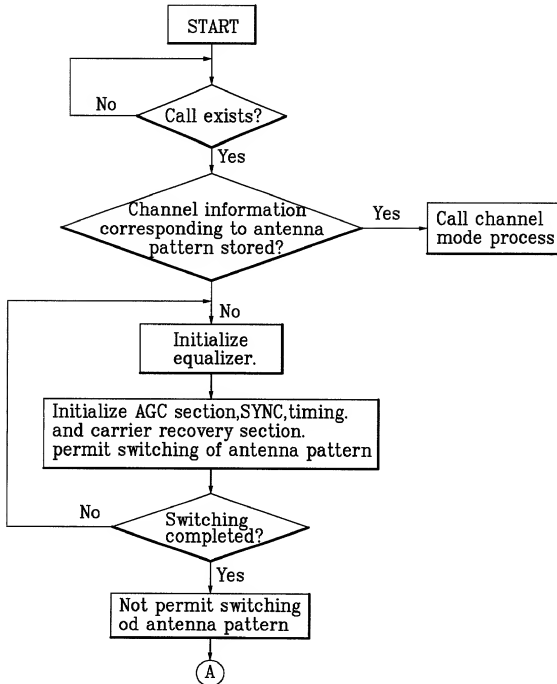 START
No
Call exists?
Yes
Channel information
corresponding to antenna
pattern stored?
Yes
Call channel
mode process
No
Initialize
equalizer.
Initialize AGC section,SYNC,timing.
and carrier recovery section.
permit switching of antenna pattern
No
Switching
completed?
Yes
Not permit switching
od antenna pattern
A